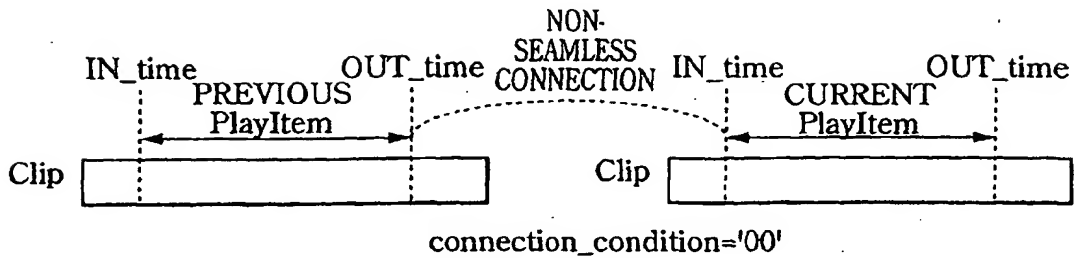 NON-
SEAMLESS
CONNECTION
IN_time OUT_time IN_time OUT_time
PREVIOUS CURRENT
PlayItem PlayItem
Clip Clip
connection_condition='00'